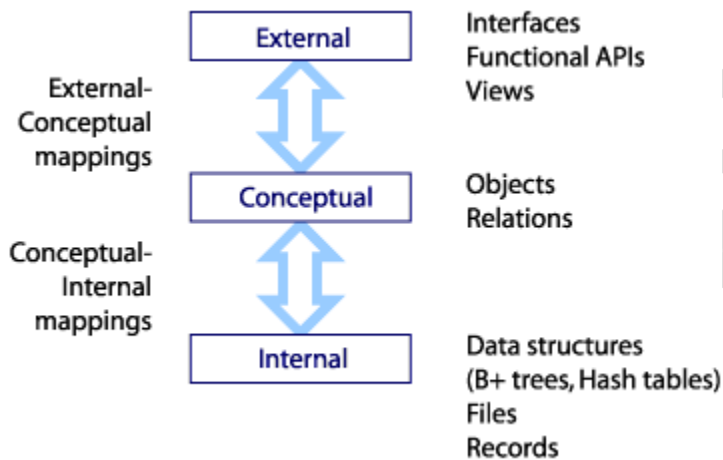 External
Interfaces
Functional APIs
Views
External-
Conceptual
mappings
Conceptual
Objects
Relations
Conceptual-
Internal
mappings
Internal
Data structures
(B+ trees, Hash tables)
Files
Records